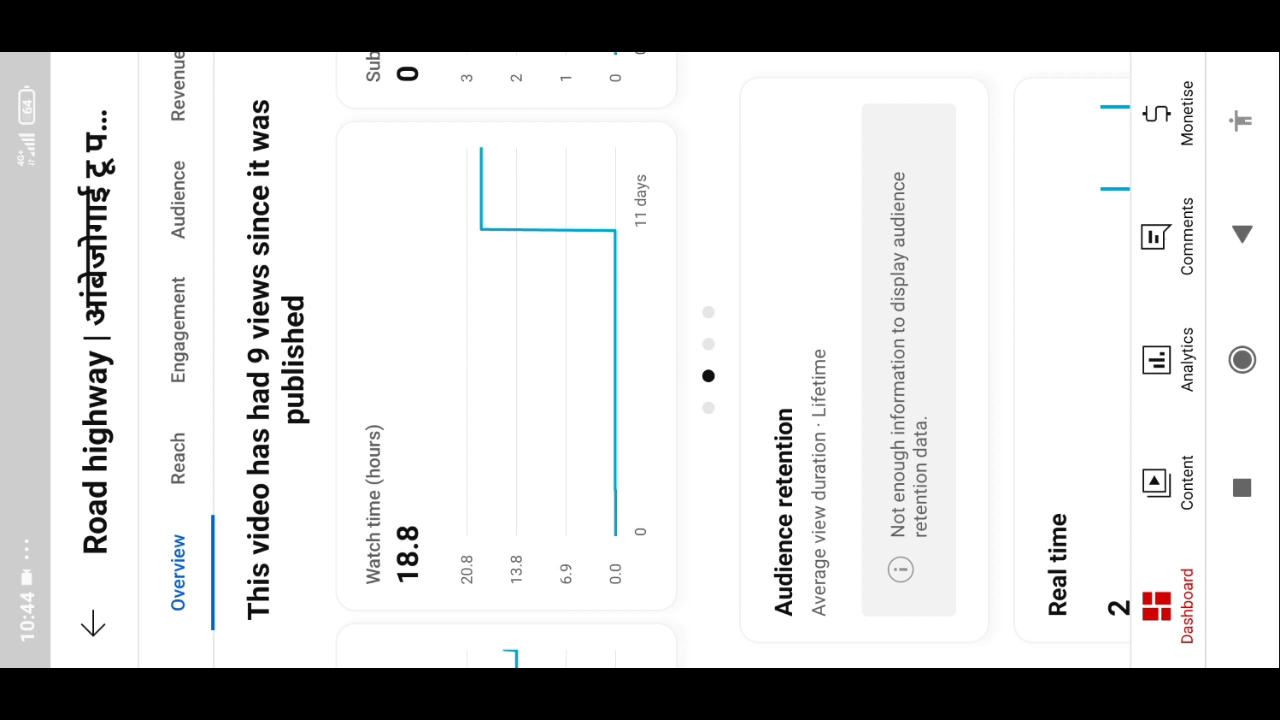 10:44
4G+
64
Road highway | आंबेजोगाई टू प...
Overview
Reach
Engagement
Audience
Revenue
This video has had 9 views since it was
published
Watch time (hours)
18.8
20.8
13.8
6.9
0.0
0
11 days
Sub
0
3
2
1
0
Audience retention
Average view duration · Lifetime
Not enough information to display audience
retention data.
Real time
2
Dashboard
Content
Analytics
Comments
Monetise